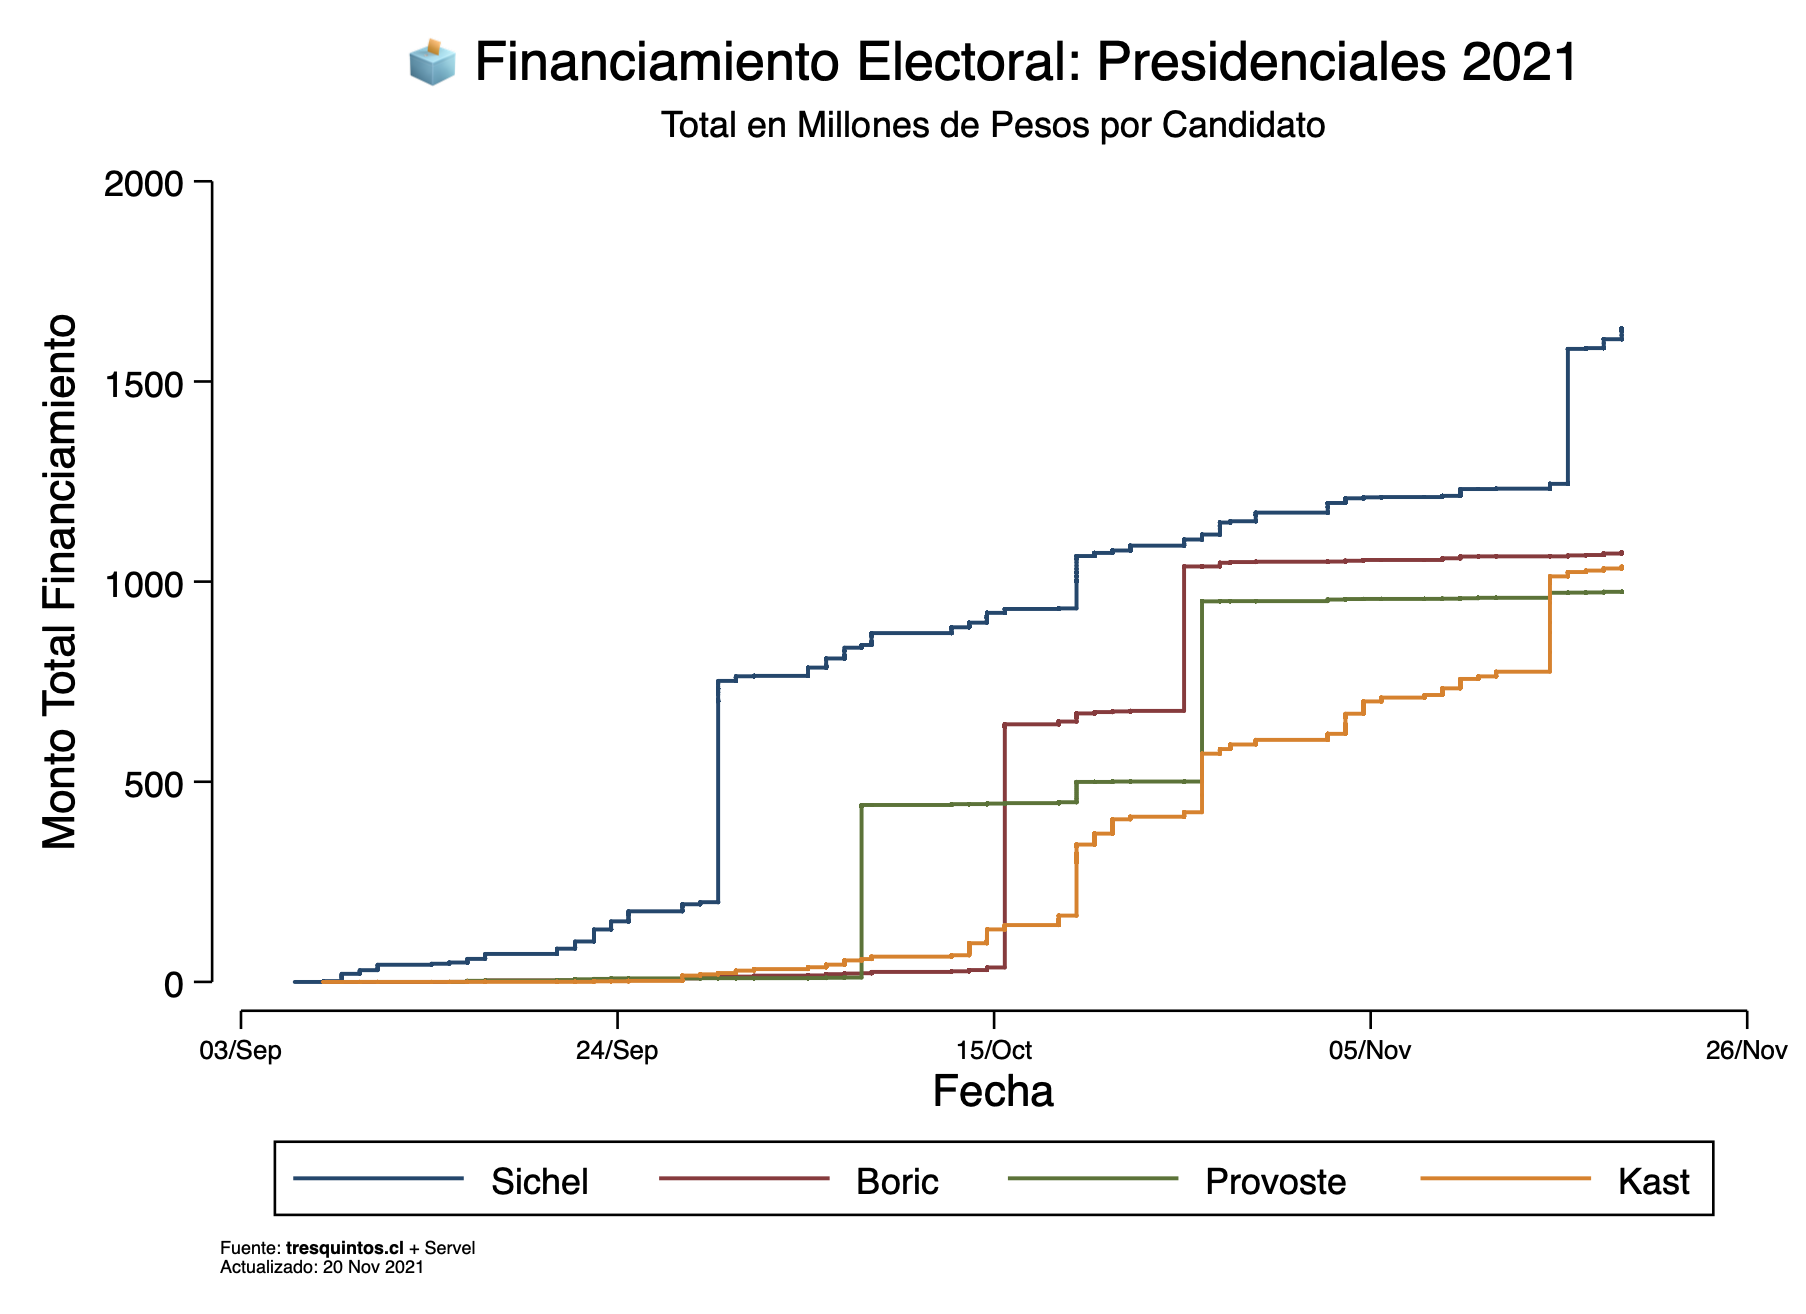 Financiamiento Electoral: Presidenciales 2021
Total en Millones de Pesos por Candidato
Monto Total Financiamiento
2000
1500
1000
500
0
03/Sep 24/Sep 15/Oct 05/Nov 26/Nov
Fecha
Sichel Boric Provoste Kast
Fuente: tresquintos.cl + Servel
Actualizado: 20 Nov 2021